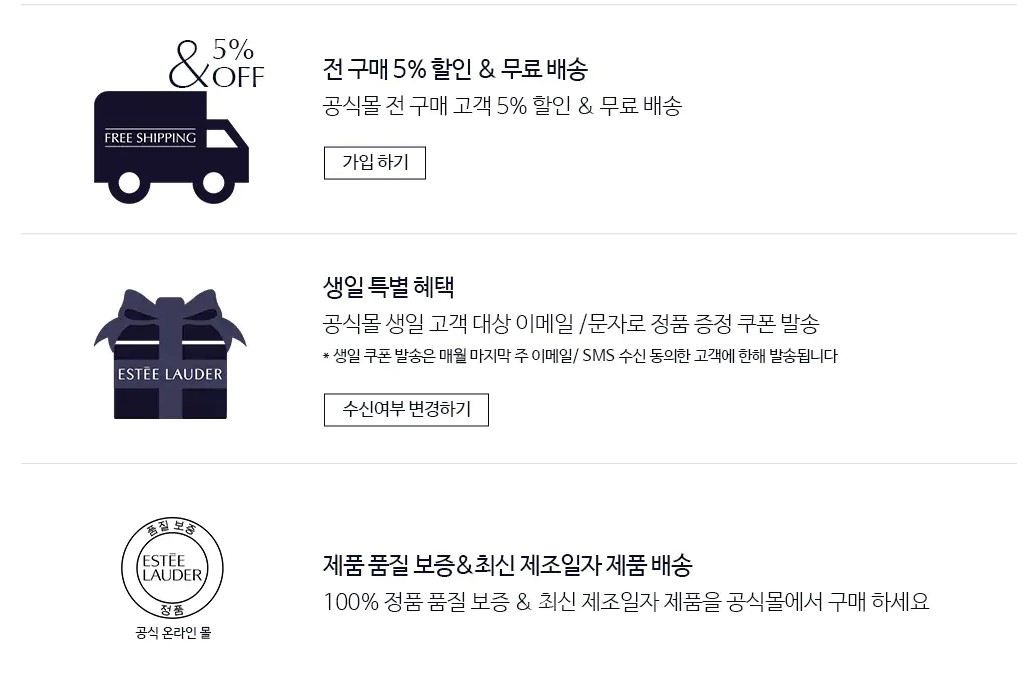 & 5% OFF
FREE SHIPPING
전 구매 5% 할인 & 무료 배송
공식몰 전 구매 고객 5% 할인 & 무료 배송
가입 하기
ESTĒE LAUDER
생일 특별 혜택
공식몰 생일 고객 대상 이메일 /문자로 정품 증정 쿠폰 발송
* 생일 쿠폰 발송은 매월 마지막 주 이메일/ SMS 수신 동의한 고객에 한해 발송됩니다
수신여부 변경하기
품질 보증
ESTĒE
LAUDER
정품
공식 온라인 몰
제품 품질 보증&최신 제조일자 제품 배송
100% 정품 품질 보증 & 최신 제조일자 제품을 공식몰에서 구매 하세요